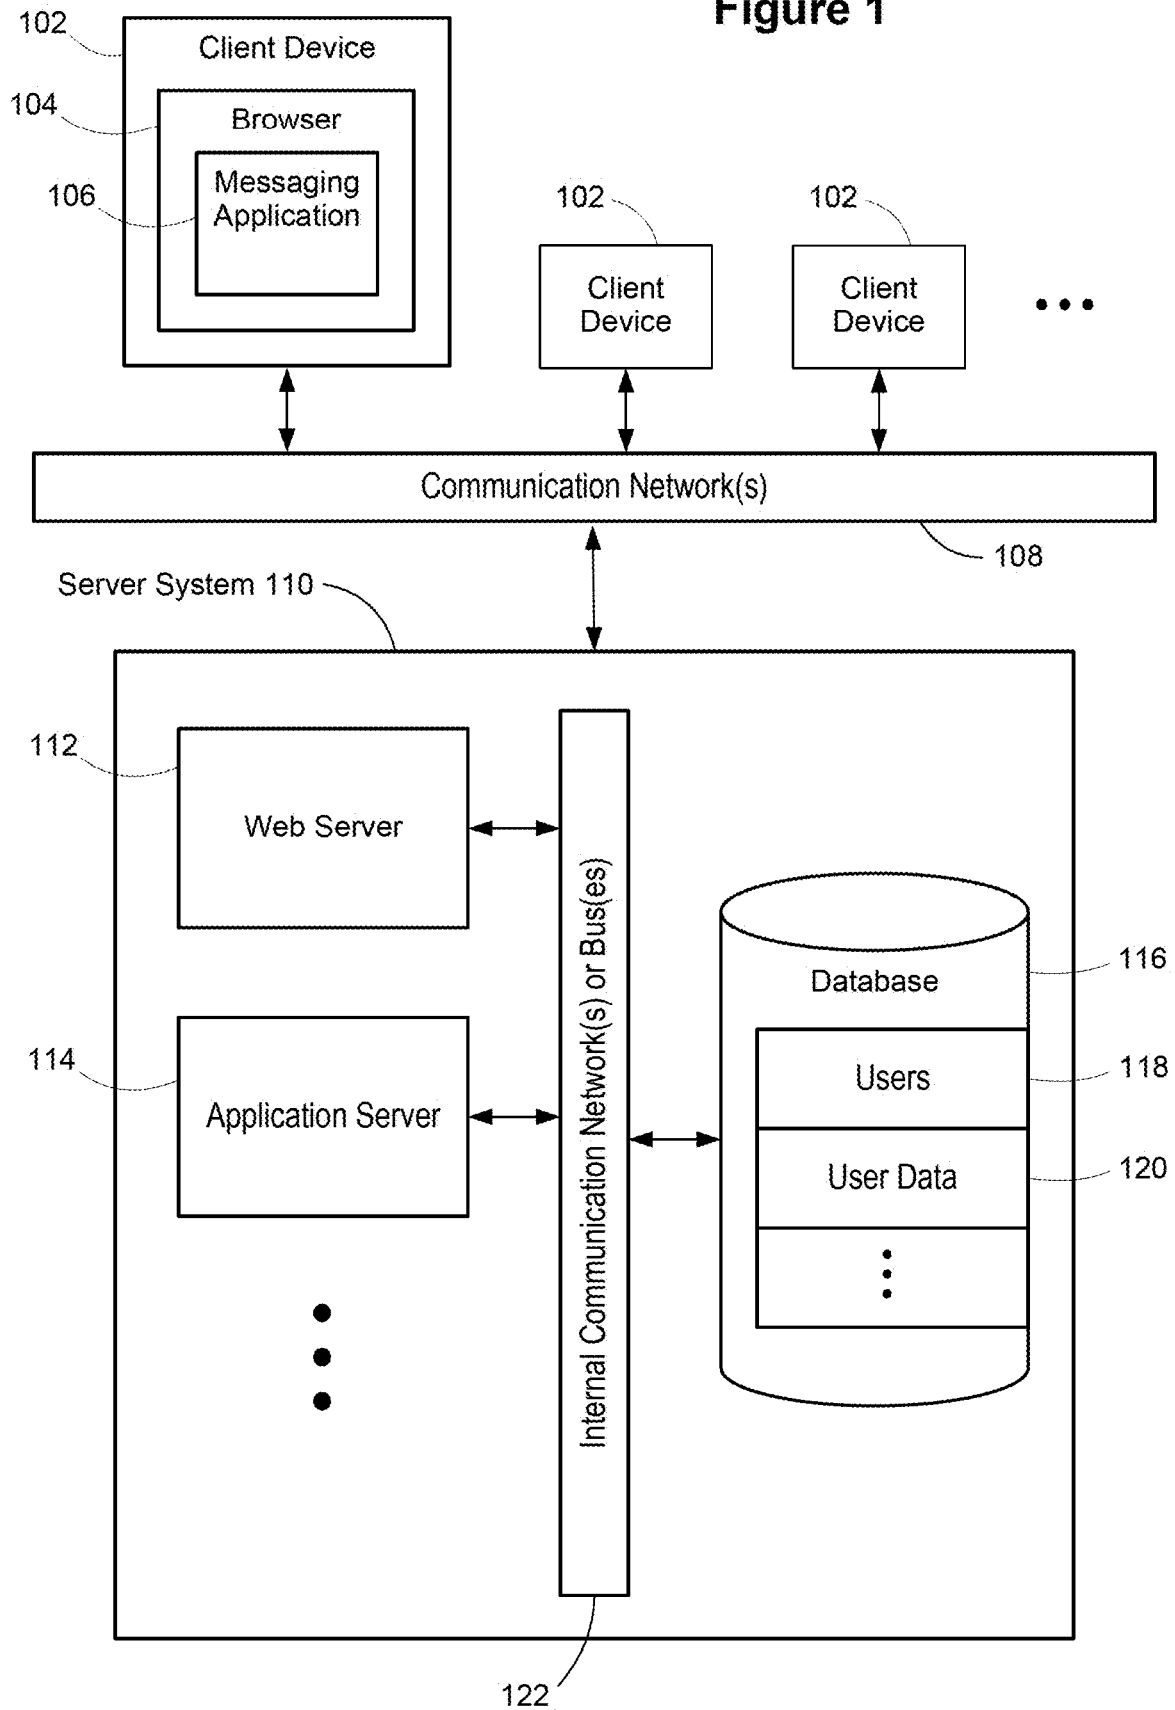 Figure 1
102
Client Device
104
Browser
106
Messaging
Application
102
102
Client
Device
Client
Device
Communication Network(s)
108
Server System 110
112
Web Server
114
Application Server
Internal Communication Network(s) or Bus(es)
Database
116
Users
118
User Data
120
122